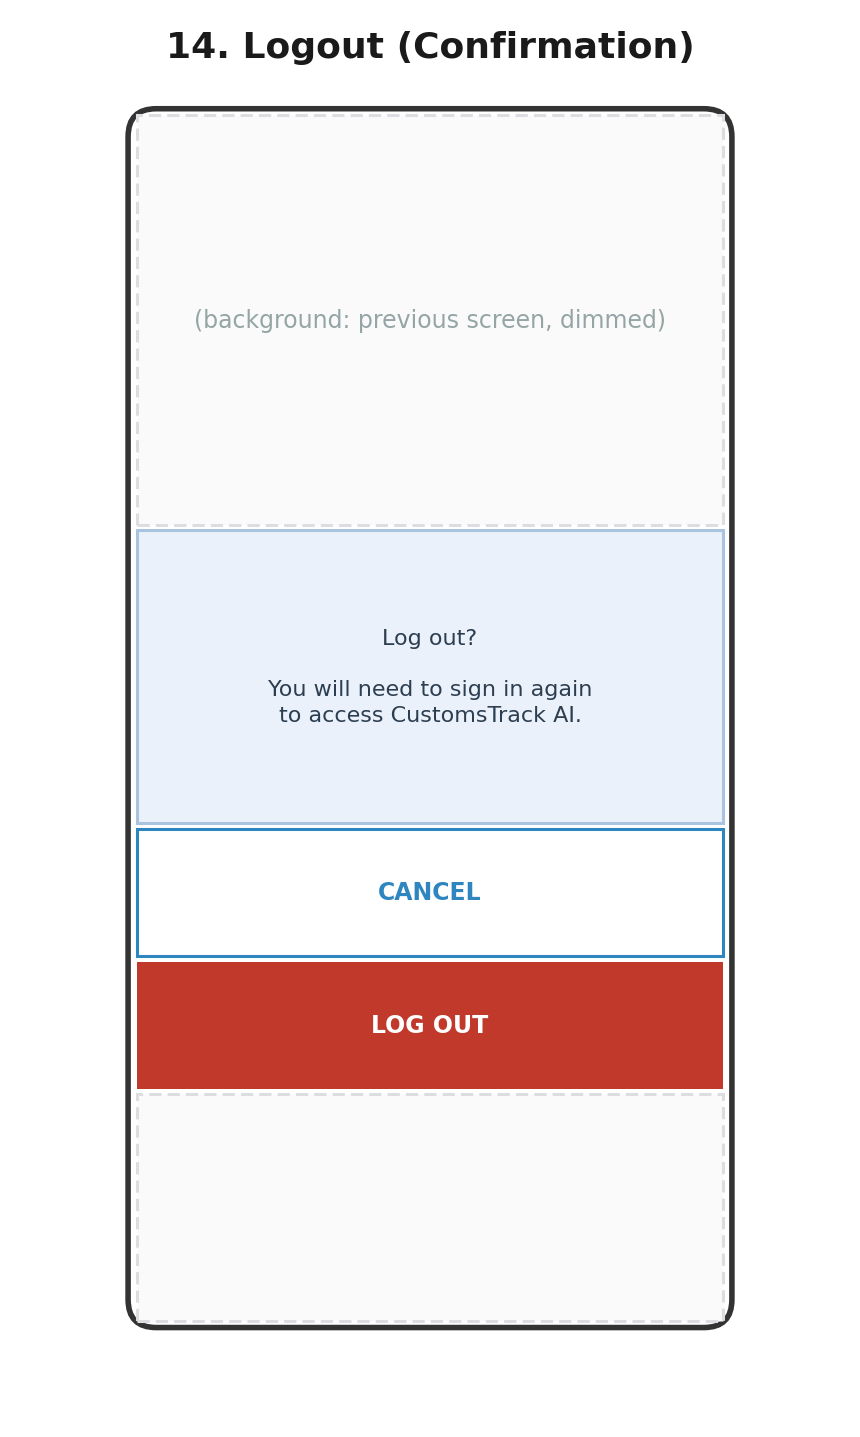 14. Logout (Confirmation)
(background: previous screen, dimmed)
Log out?
You will need to sign in again
to access CustomsTrack AI.
CANCEL
LOG OUT